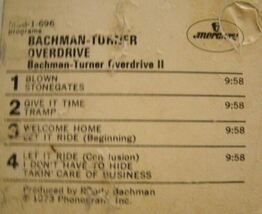 1-696
programs
mercury
BACHMAN-TURNER
OVERDRIVE
Bachman-Turner Overdrive II
1 BLOWN 9:58
STONEGATES
2 GIVE IT TIME 9:58
TRAMP
3 WELCOME HOME 9:58
LET IT RIDE (Beginning)
4 LET IT RIDE (Conclusion) 9:58
I DON'T HAVE TO HIDE
TAKIN' CARE OF BUSINESS
Produced by Randy Bachman
℗ 1973 Phonogram, Inc.